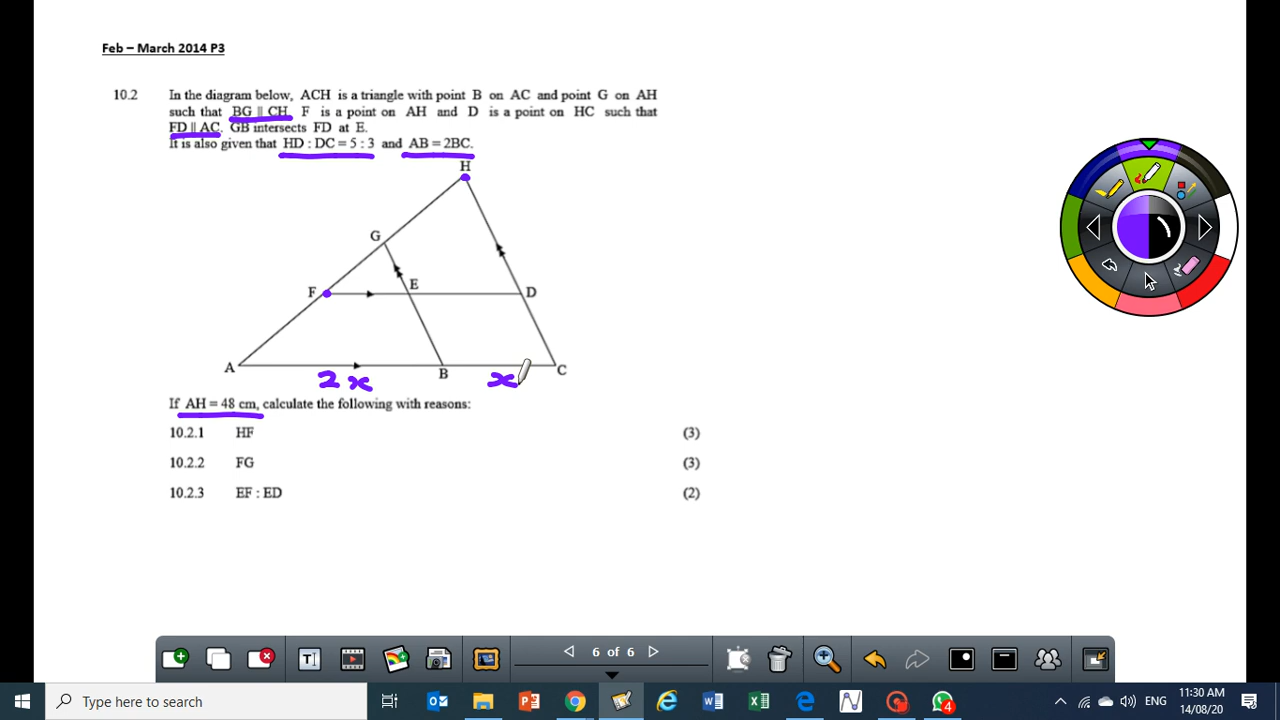 Feb – March 2014 P3
10.2 In the diagram below, ACH is a triangle with point B on AC and point G on AH
such that BG || CH. F is a point on AH and D is a point on HC such that
FD || AC. GB intersects FD at E.
It is also given that HD : DC = 5 : 3 and AB = 2BC.
H
G
F E D
A B C
2x x
If AH = 48 cm, calculate the following with reasons:
10.2.1 HF (3)
10.2.2 FG (3)
10.2.3 EF : ED (2)
6 of 6
Type here to search
4
ENG
11:30 AM
14/08/20